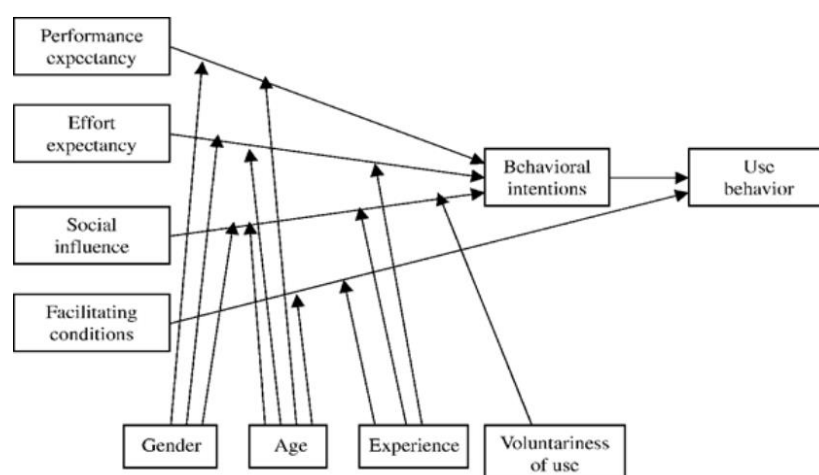 Performance
expectancy
Effort
expectancy
Social
influence
Facilitating
conditions
Behavioral
intentions
Use
behavior
Gender
Age
Experience
Voluntariness
of use